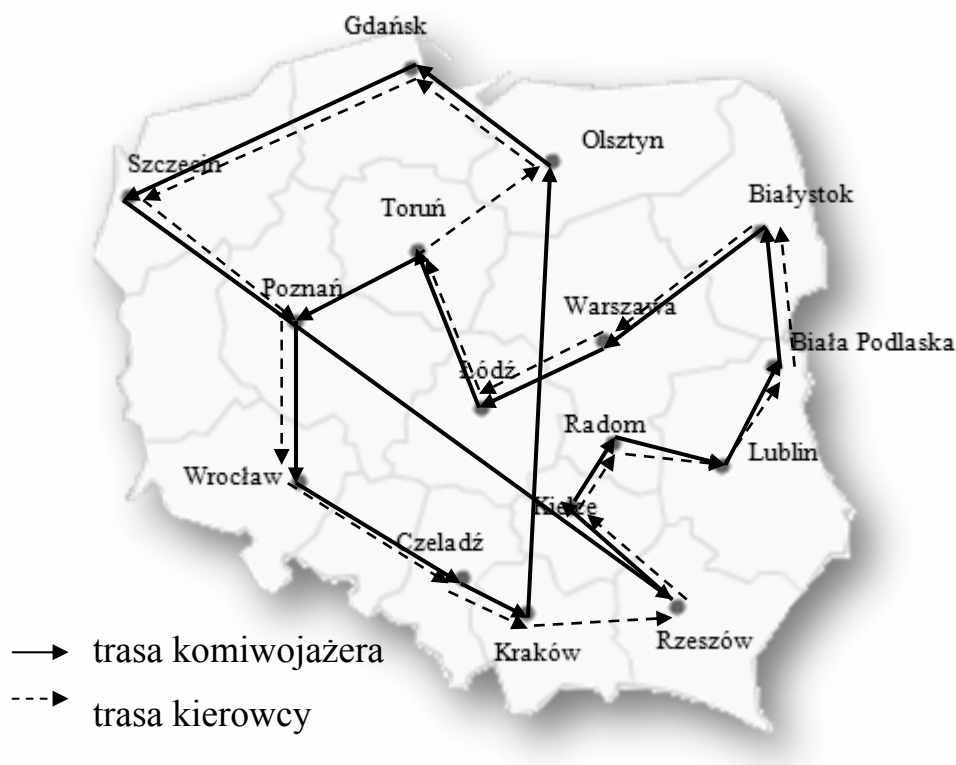 Gdańsk
Olsztyn
Szczecin
Białystok
Toruń
Poznań
Warszawa
Biała Podlaska
Łódź
Radom
Lublin
Wrocław
Kielce
Czeladź
Rzeszów
Kraków
trasa komiwojażera
trasa kierowcy